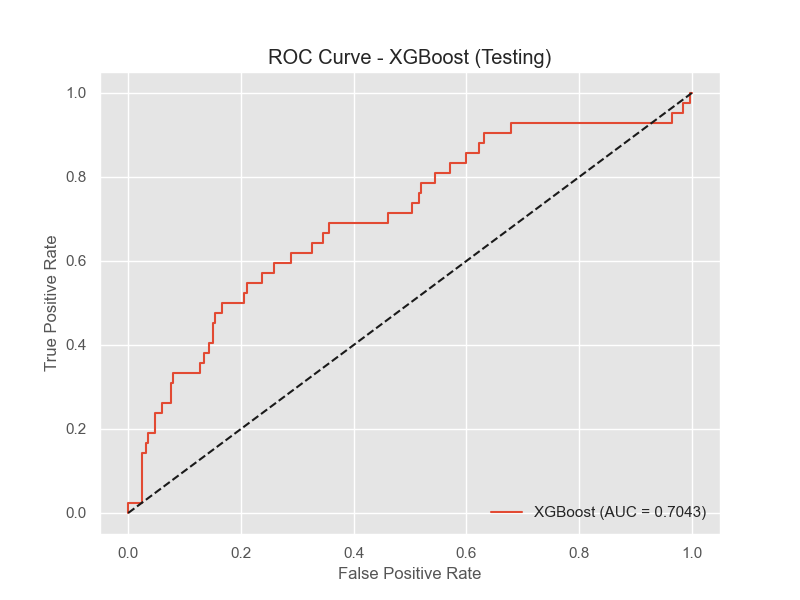 ROC Curve - XGBoost (Testing)
True Positive Rate
1.0
0.8
0.6
0.4
0.2
0.0
XGBoost (AUC = 0.7043)
0.0 0.2 0.4 0.6 0.8 1.0
False Positive Rate